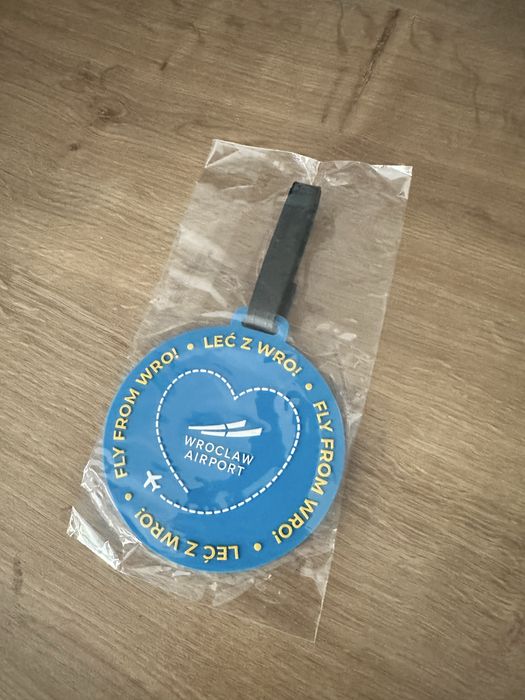 LEĆ Z WRO! • FLY FROM WRO! • LEĆ Z WRO! • FLY FROM WRO! •
WROCLAW
AIRPORT